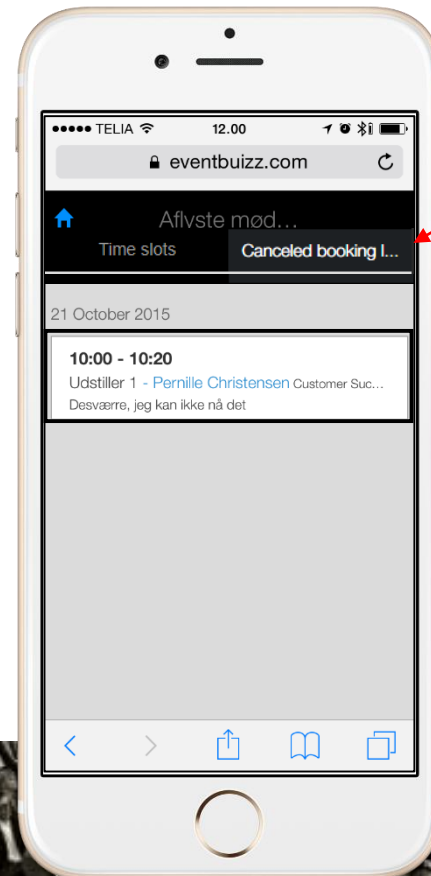 TELIA 12.00
eventbuizz.com
Aflvste mød...
Time slots Canceled booking l...
21 October 2015
10:00 - 10:20
Udstiller 1 - Pernille Christensen Customer Suc...
Desværre, jeg kan ikke nå det